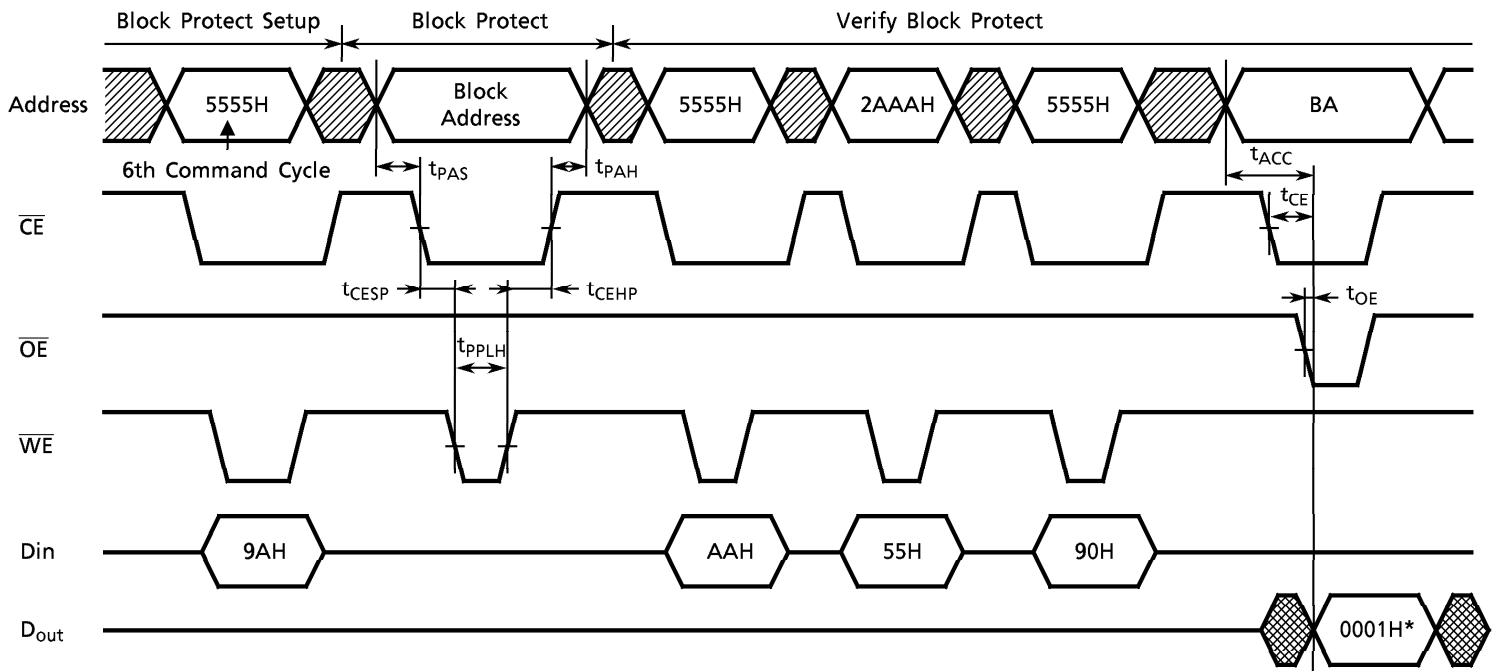 Block Protect Setup Block Protect Verify Block Protect
Address 5555H Block Address 5555H 2AAAH 5555H BA
6th Command Cycle tPAS tPAH tACC
CE tCE
tCESP tCEHP tOE
OE tPPLH
WE
Din 9AH AAH 55H 90H
Dout 0001H*